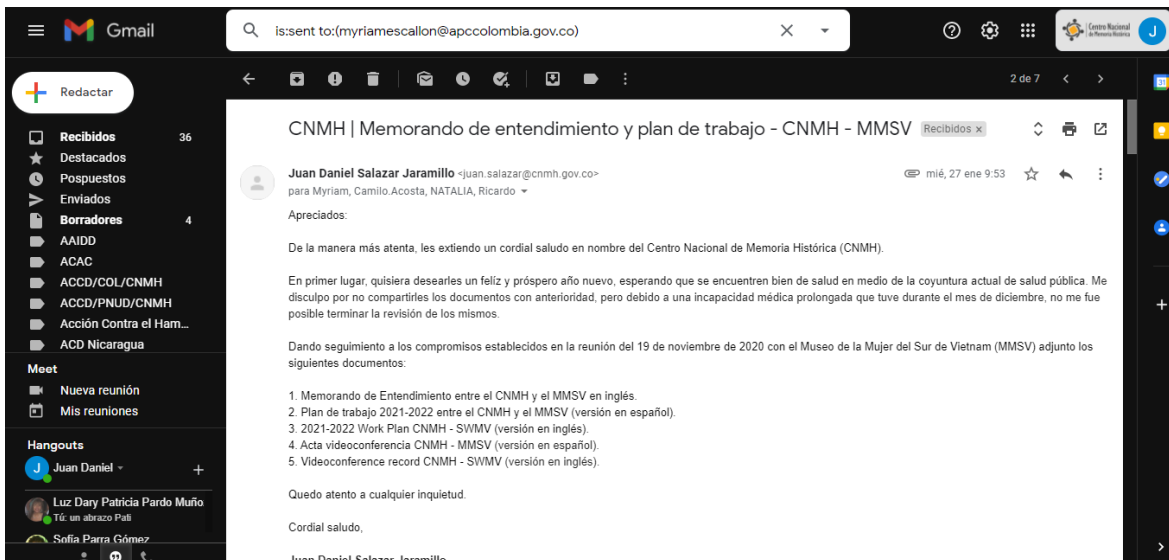 Gmail
is:sent to:(myriamescallon@apccolombia.gov.co)
Centro Nacional
de Memoria Histórica
J
Redactar
2 de 7
31
Recibidos 36
Destacados
Pospuestos
Enviados
Borradores 4
AAIDD
ACAC
ACCD/COL/CNMH
ACCD/PNUD/CNMH
Acción Contra el Ham...
ACD Nicaragua
Meet
Nueva reunión
Mis reuniones
Hangouts
J Juan Daniel
Luz Dary Patricia Pardo Muño
Tú: un abrazo Pati
Sofía Parra Gómez
CNMH | Memorando de entendimiento y plan de trabajo - CNMH - MMSV Recibidos x
Juan Daniel Salazar Jaramillo <juan.salazar@cnmh.gov.co> mié, 27 ene 9:53
para Myriam, Camilo.Acosta, NATALIA, Ricardo
Apreciados:
De la manera más atenta, les extiendo un cordial saludo en nombre del Centro Nacional de Memoria Histórica (CNMH).
En primer lugar, quisiera desearles un felíz y próspero año nuevo, esperando que se encuentren bien de salud en medio de la coyuntura actual de salud pública. Me
disculpo por no compartirles los documentos con anterioridad, pero debido a una incapacidad médica prolongada que tuve durante el mes de diciembre, no me fue
posible terminar la revisión de los mismos.
Dando seguimiento a los compromisos establecidos en la reunión del 19 de noviembre de 2020 con el Museo de la Mujer del Sur de Vietnam (MMSV) adjunto los
siguientes documentos:
1. Memorando de Entendimiento entre el CNMH y el MMSV en inglés.
2. Plan de trabajo 2021-2022 entre el CNMH y el MMSV (versión en español).
3. 2021-2022 Work Plan CNMH - SWMV (versión en inglés).
4. Acta videoconferencia CNMH - MMSV (versión en español).
5. Videoconference record CNMH - SWMV (versión en inglés).
Quedo atento a cualquier inquietud.
Cordial saludo,
Juan Daniel Salazar Jaramillo